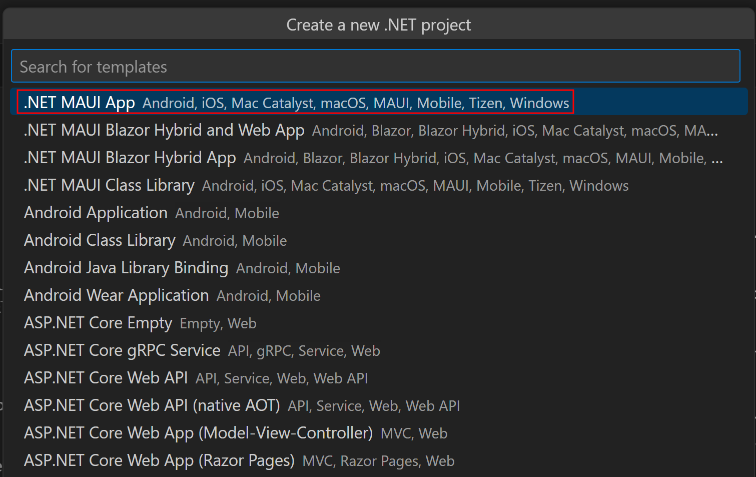 Create a new .NET project
Search for templates
.NET MAUI App Android, iOS, Mac Catalyst, macOS, MAUI, Mobile, Tizen, Windows
.NET MAUI Blazor Hybrid and Web App Android, Blazor, Blazor Hybrid, iOS, Mac Catalyst, macOS, MA...
.NET MAUI Blazor Hybrid App Android, Blazor, Blazor Hybrid, iOS, Mac Catalyst, macOS, MAUI, Mobile, ...
.NET MAUI Class Library Android, iOS, Mac Catalyst, macOS, MAUI, Mobile, Tizen, Windows
Android Application Android, Mobile
Android Class Library Android, Mobile
Android Java Library Binding Android, Mobile
Android Wear Application Android, Mobile
ASP.NET Core Empty Empty, Web
ASP.NET Core gRPC Service API, gRPC, Service, Web
ASP.NET Core Web API API, Service, Web, Web API
ASP.NET Core Web API (native AOT) API, Service, Web, Web API
ASP.NET Core Web App (Model-View-Controller) MVC, Web
ASP.NET Core Web App (Razor Pages) MVC, Razor Pages, Web